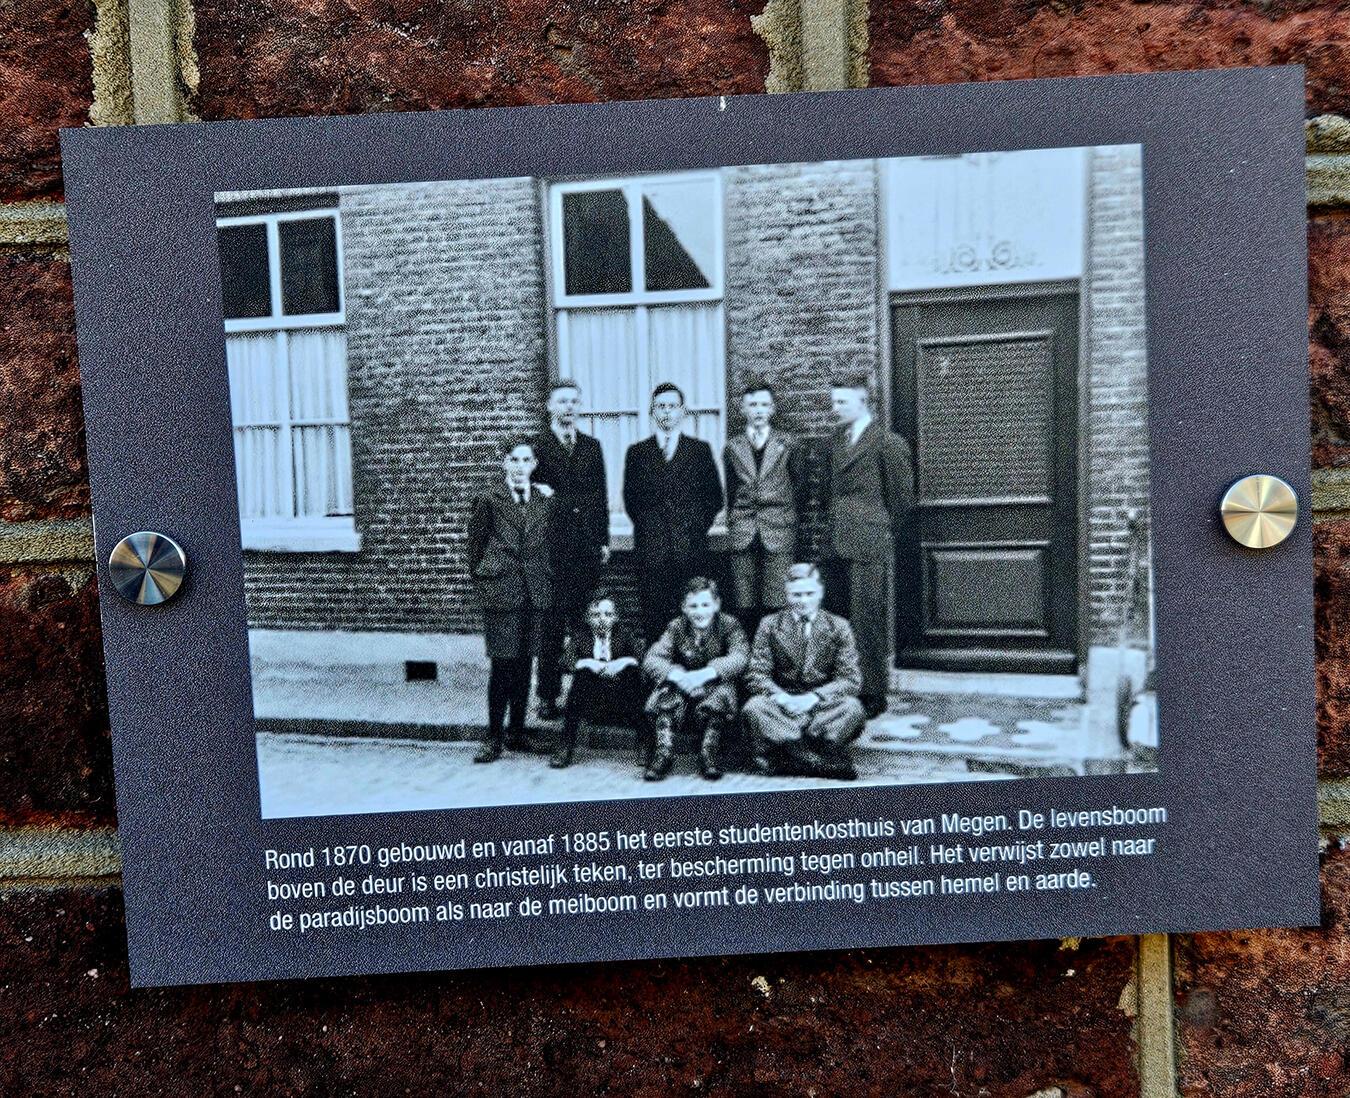 Rond 1870 gebouwd en vanaf 1885 het eerste studentenkosthuis van Megen. De levensboom
boven de deur is een christelijk teken, ter bescherming tegen onheil. Het verwijst zowel naar
de paradijsboom als naar de meiboom en vormt de verbinding tussen hemel en aarde.